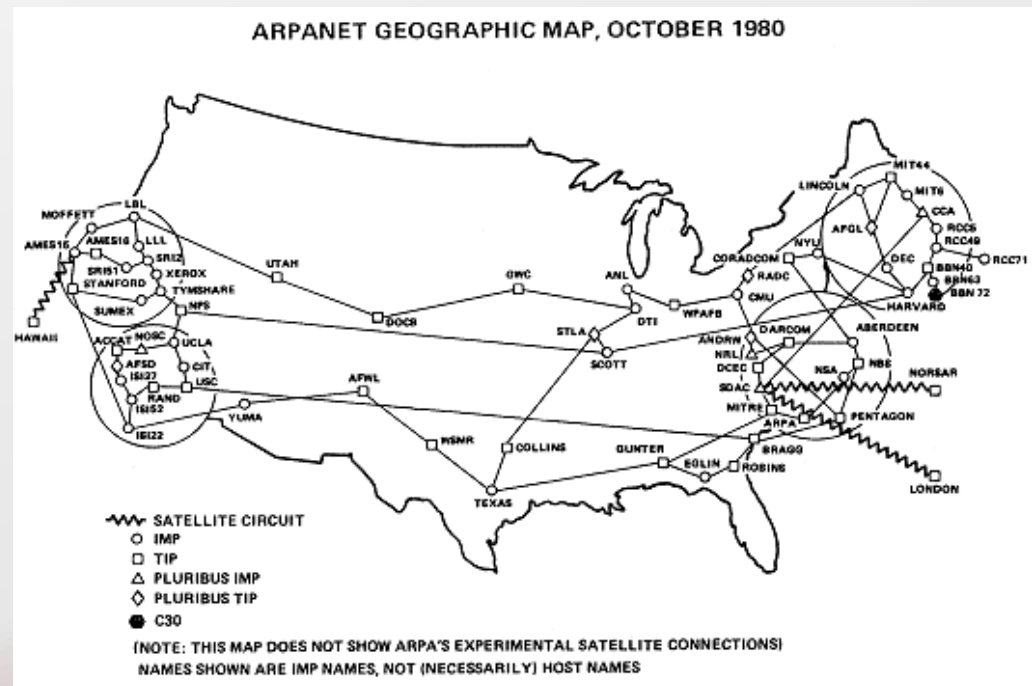 ARPANET GEOGRAPHIC MAP, OCTOBER 1980
MIT44
LINCOLN
MIT6
MOFFETT
LBL
CCA
AFGL
RCC5
AMES15
AMES16
LLL
NYU
RCC49
SRI2
CORADCOM
DEC
RCC71
SRI51
XEROX
UTAH
GWC
ANL
RADC
BBN40
STANFORD
TYMSHARE
BBN63
BBN 72
SUMEX
NPS
CMU
HARVARD
HAWAII
DOCB
DTI
WPAFB
STLA
ABERDEEN
ACCAT
NOSC
UCLA
ANDRW
DARCOM
SCOTT
NRL
AFSD
CIT
DCEC
NSA
NBS
ISI27
RAND
USC
AFWL
SDAC
NORSAR
ISI52
YUMA
MITRE
PENTAGON
ISI22
ARPA
WSMR
COLLINS
GUNTER
BRAGG
EGLIN
ROBINS
TEXAS
LONDON
SATELLITE CIRCUIT
IMP
TIP
PLURIBUS IMP
PLURIBUS TIP
C30
(NOTE: THIS MAP DOES NOT SHOW ARPA'S EXPERIMENTAL SATELLITE CONNECTIONS)
NAMES SHOWN ARE IMP NAMES, NOT (NECESSARILY) HOST NAMES